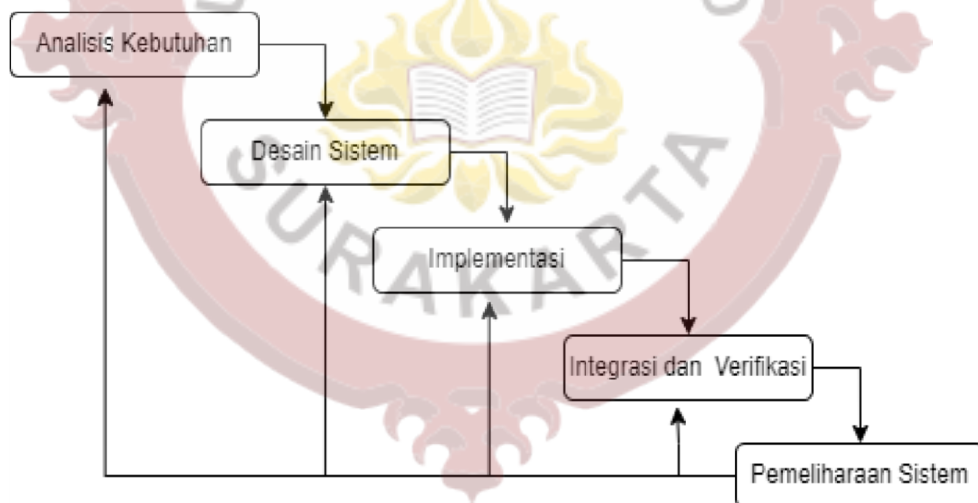 Analisis Kebutuhan
Desain Sistem
SURAKARTA
Implementasi
Integrasi dan Verifikasi
Pemeliharaan Sistem